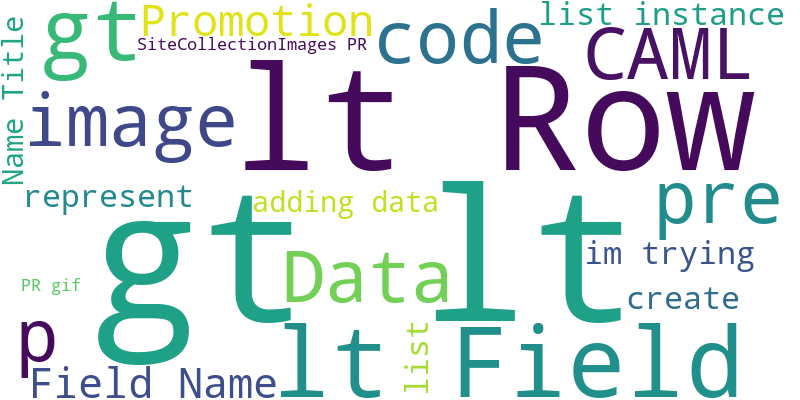 gt
Promotion
SiteCollectionImages PR
code
list instance
CAML
Name Title
image
lt Row
represent
adding data
pre
gt lt
Data
im trying
PR gif
create
p
lt Field
list
Field Name